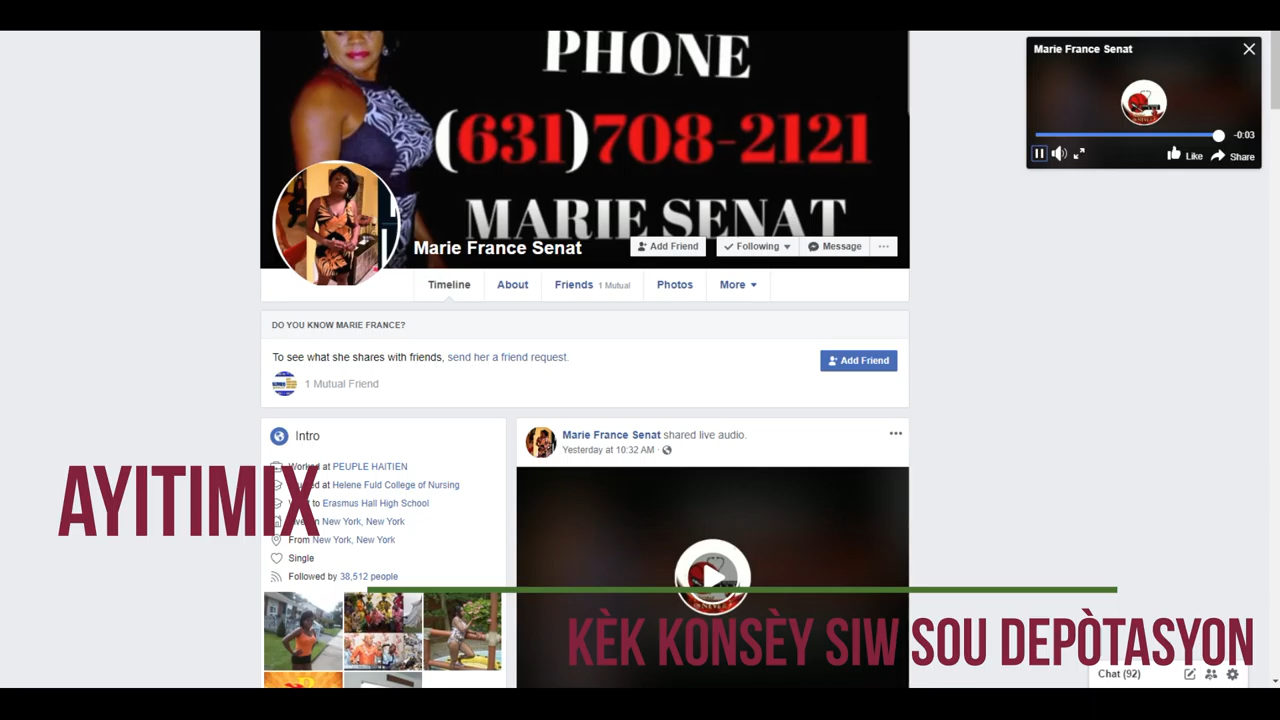 PHONE
(631)708-2121
MARIE SENAT
Marie France Senat
Add Friend
Following
Message
Timeline
About
Friends 1 Mutual
Photos
More
DO YOU KNOW MARIE FRANCE?
To see what she shares with friends, send her a friend request.
Add Friend
1 Mutual Friend
Intro
Worked at PEUPLE HAITIEN
at Helene Fuld College of Nursing
to Erasmus Hall High School
in New York, New York
From New York, New York
Single
Followed by 38,512 people
Marie France Senat shared live audio.
Yesterday at 10:32 AM
Marie France Senat
-0:03
Like
Share
AYITIMIX
KÈK KONSÈY SIW SOU DEPÒTASYON
Chat (92)